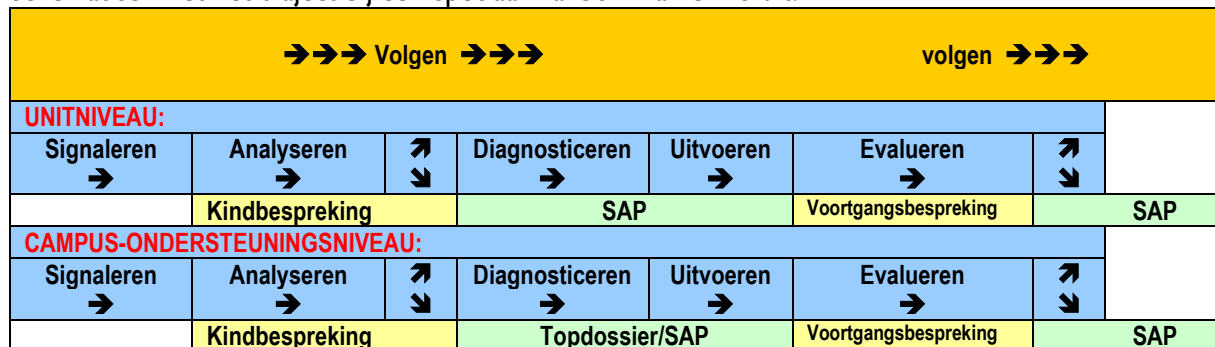 ➔➔➔ Volgen ➔➔➔ volgen ➔➔➔
UNITNIVEAU:
Signaleren Analyseren ↗ Diagnosticeren Uitvoeren Evalueren ↗
➔ ➔ ↘ ➔ ➔ ➔ ↘
Kindbespreking SAP Voortgangsbespreking SAP
CAMPUS-ONDERSTEUNINGSNIVEAU:
Signaleren Analyseren ↗ Diagnosticeren Uitvoeren Evalueren ↗
➔ ➔ ↘ ➔ ➔ ➔ ↘
Kindbespreking Topdossier/SAP Voortgangsbespreking SAP